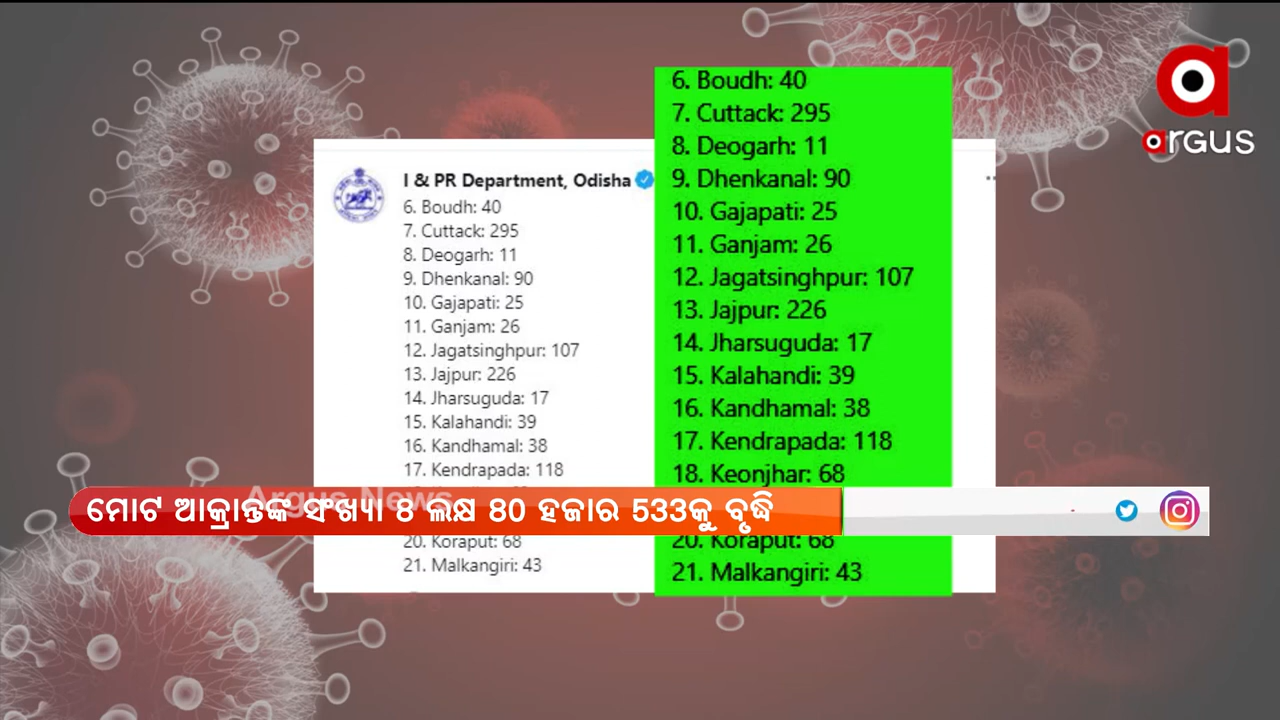 argus
I & PR Department, Odisha
6. Boudh: 40
7. Cuttack: 295
8. Deogarh: 11
9. Dhenkanal: 90
10. Gajapati: 25
11. Ganjam: 26
12. Jagatsinghpur: 107
13. Jajpur: 226
14. Jharsuguda: 17
15. Kalahandi: 39
16. Kandhamal: 38
17. Kendrapada: 118
20. Koraput: 68
21. Malkangiri: 43
6. Boudh: 40
7. Cuttack: 295
8. Deogarh: 11
9. Dhenkanal: 90
10. Gajapati: 25
11. Ganjam: 26
12. Jagatsinghpur: 107
13. Jajpur: 226
14. Jharsuguda: 17
15. Kalahandi: 39
16. Kandhamal: 38
17. Kendrapada: 118
18. Keonjhar: 68
20. Koraput: 68
21. Malkangiri: 43
Argus News
ମୋଟ ଆକ୍ରାନ୍ତଙ୍କ ସଂଖ୍ୟା 8 ଲକ୍ଷ 80 ହଜାର 533କୁ ବୃଦ୍ଧି